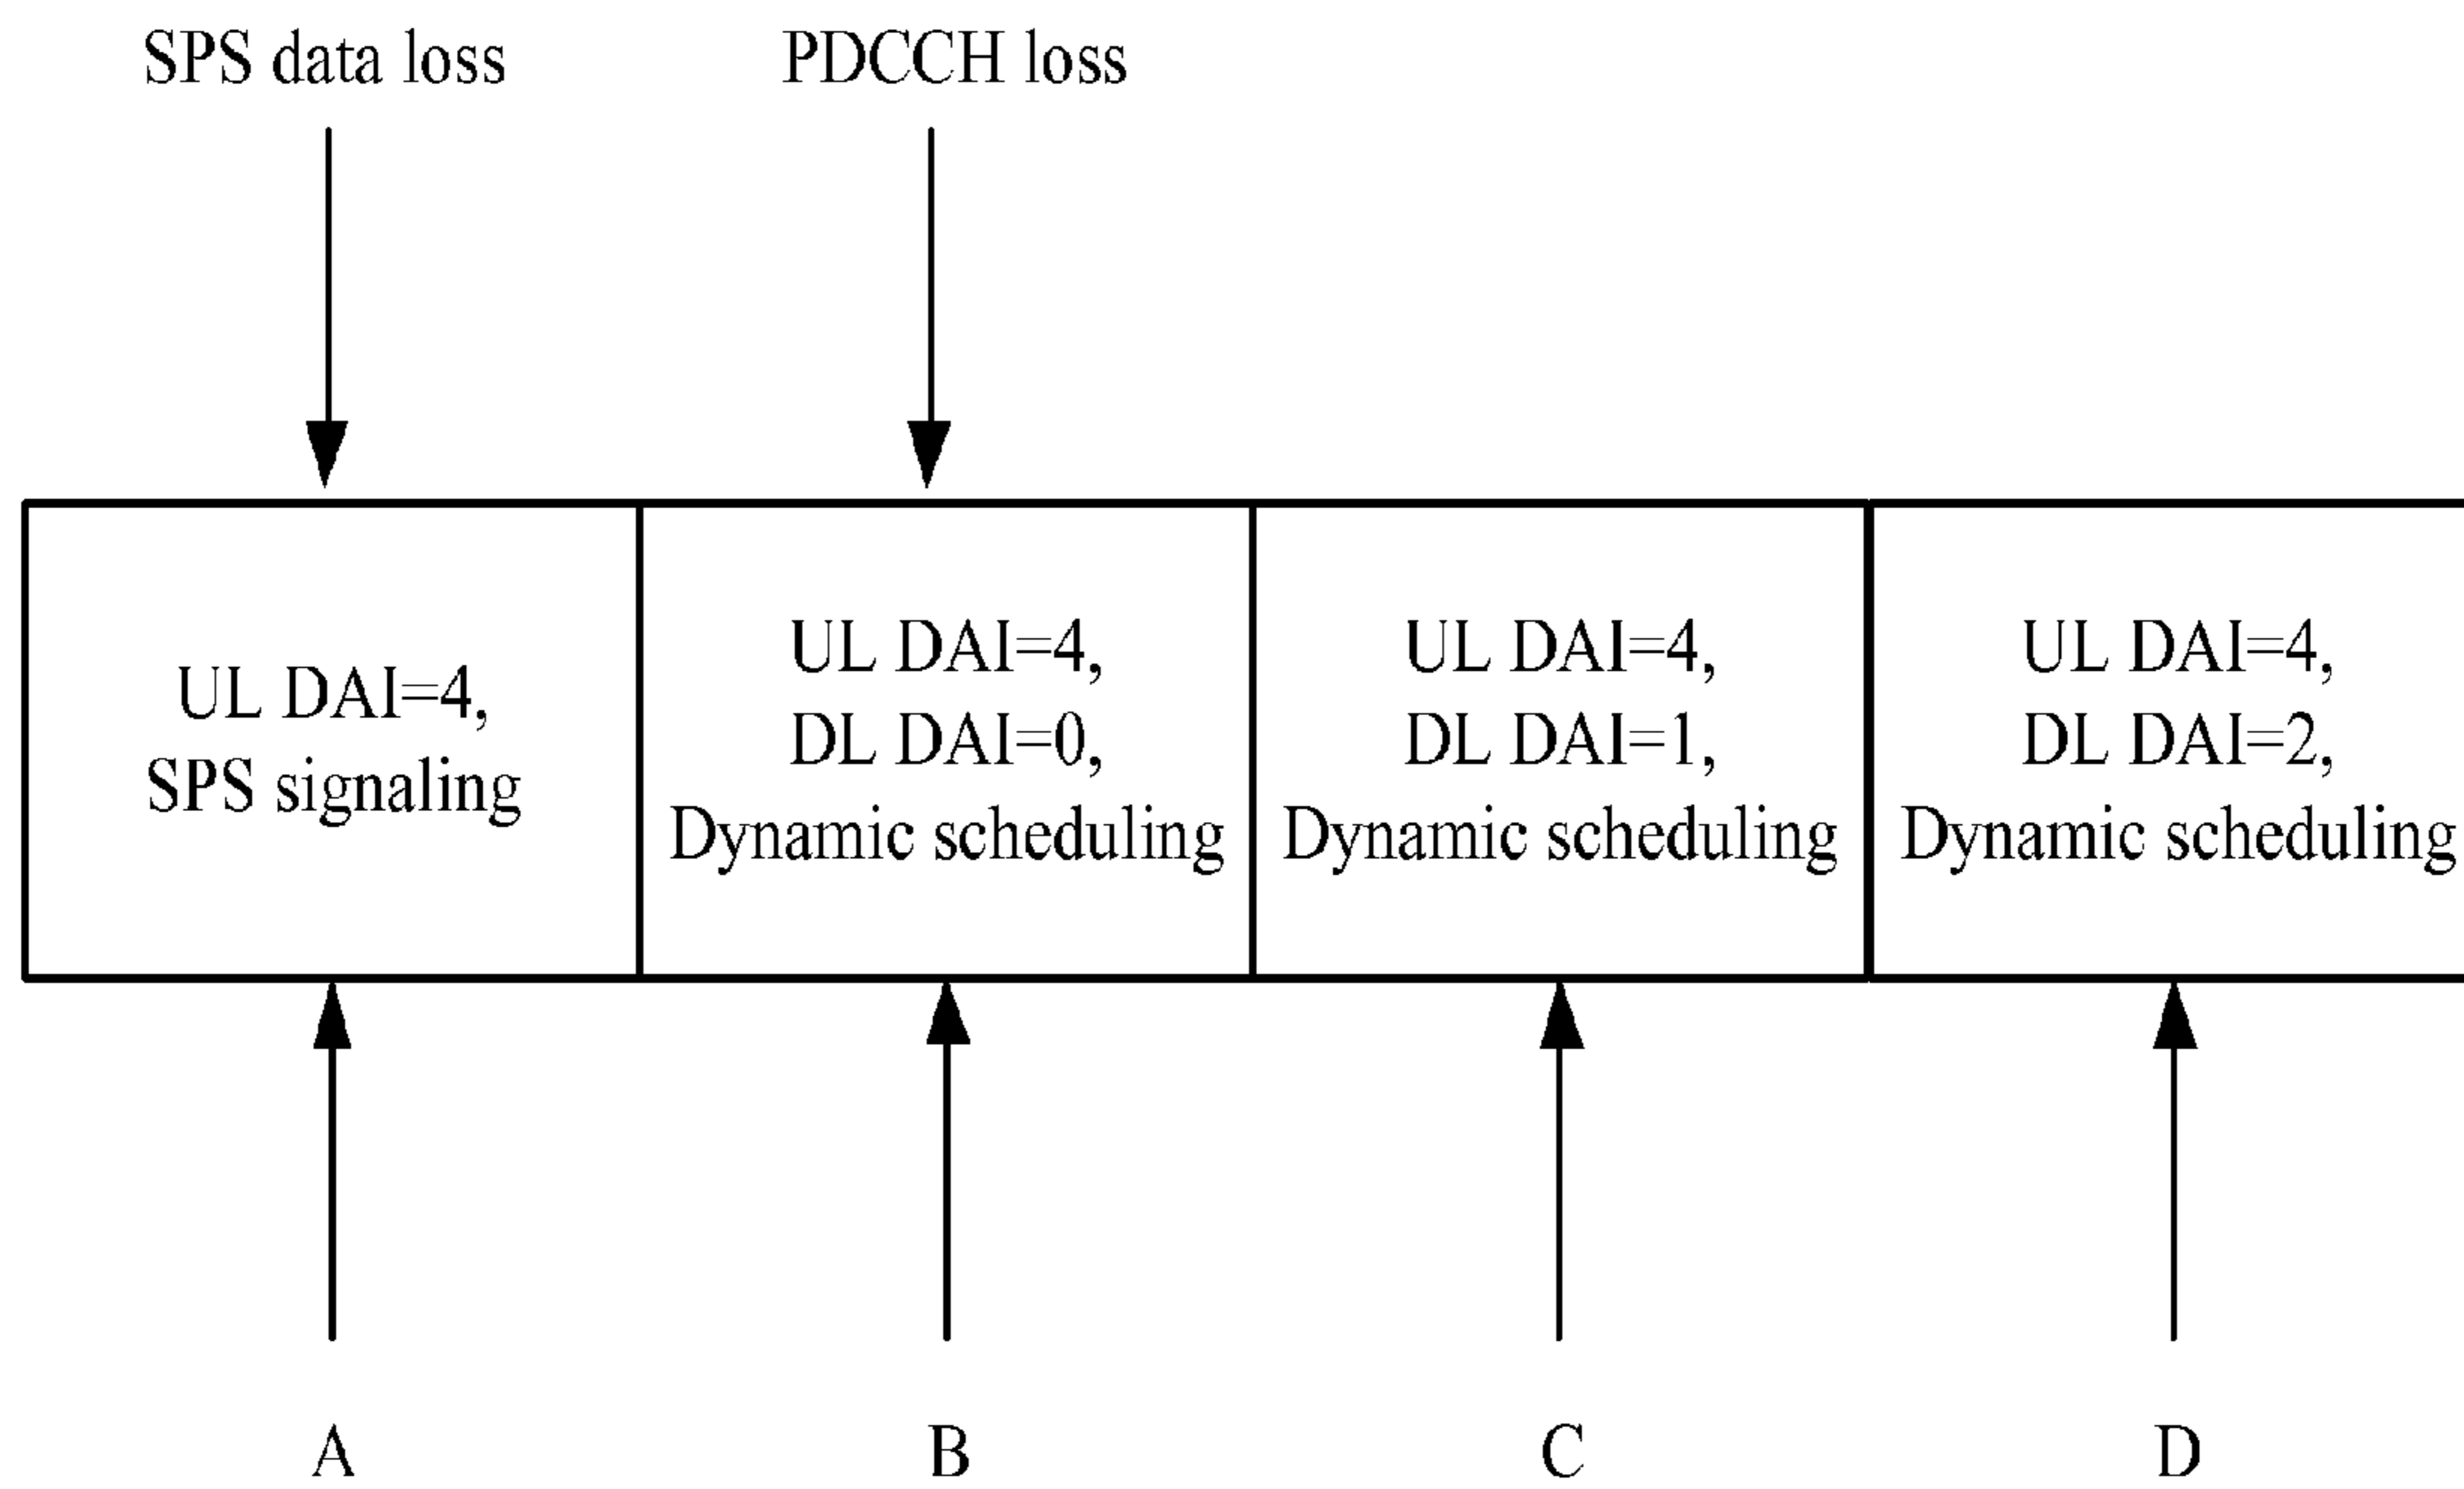 SPS data loss
PDCCH loss
UL DAI=4,
SPS signaling
UL DAI=4,
DL DAI=0,
Dynamic scheduling
UL DAI=4,
DL DAI=1,
Dynamic scheduling
UL DAI=4,
DL DAI=2,
Dynamic scheduling
A
B
C
D